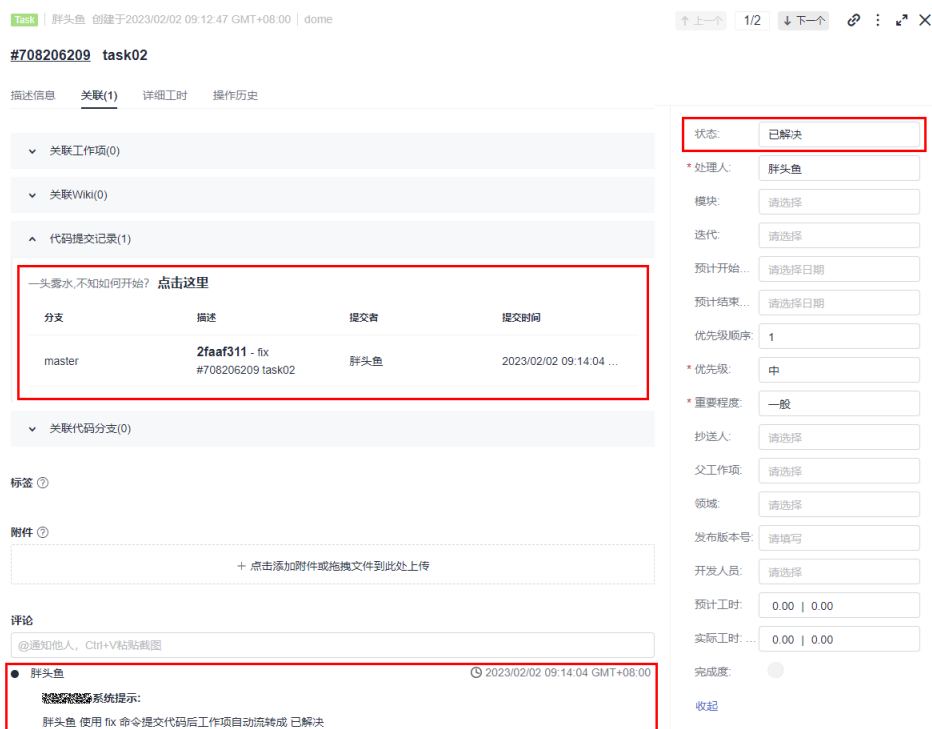 Task 胖头鱼 创建于2023/02/02 09:12:47 GMT+08:00 dome
上一个 1/2 下一个
#708206209 task02
描述信息 关联(1) 详细工时 操作历史
关联工作项(0)
关联Wiki(0)
代码提交记录(1)
一头雾水,不知如何开始? 点击这里
分支 描述 提交者 提交时间
master 2faaf311 - fix 胖头鱼 2023/02/02 09:14:04 ...
#708206209 task02
关联代码分支(0)
标签
附件
+ 点击添加附件或拖拽文件到此处上传
评论
@通知他人，Ctrl+V粘贴截图
胖头鱼 2023/02/02 09:14:04 GMT+08:00
系统提示:
胖头鱼 使用 fix 命令提交代码后工作项自动流转成 已解决
状态: 已解决
*处理人: 胖头鱼
模块: 请选择
迭代: 请选择
预计开始... 请选择日期
预计结束... 请选择日期
优先级顺序: 1
*优先级: 中
*重要程度: 一般
抄送人: 请选择
父工作项: 请选择
领域: 请选择
发布版本号: 请填写
开发人员: 请选择
预计工时: 0.00 | 0.00
实际工时: ... 0.00 | 0.00
完成度:
收起